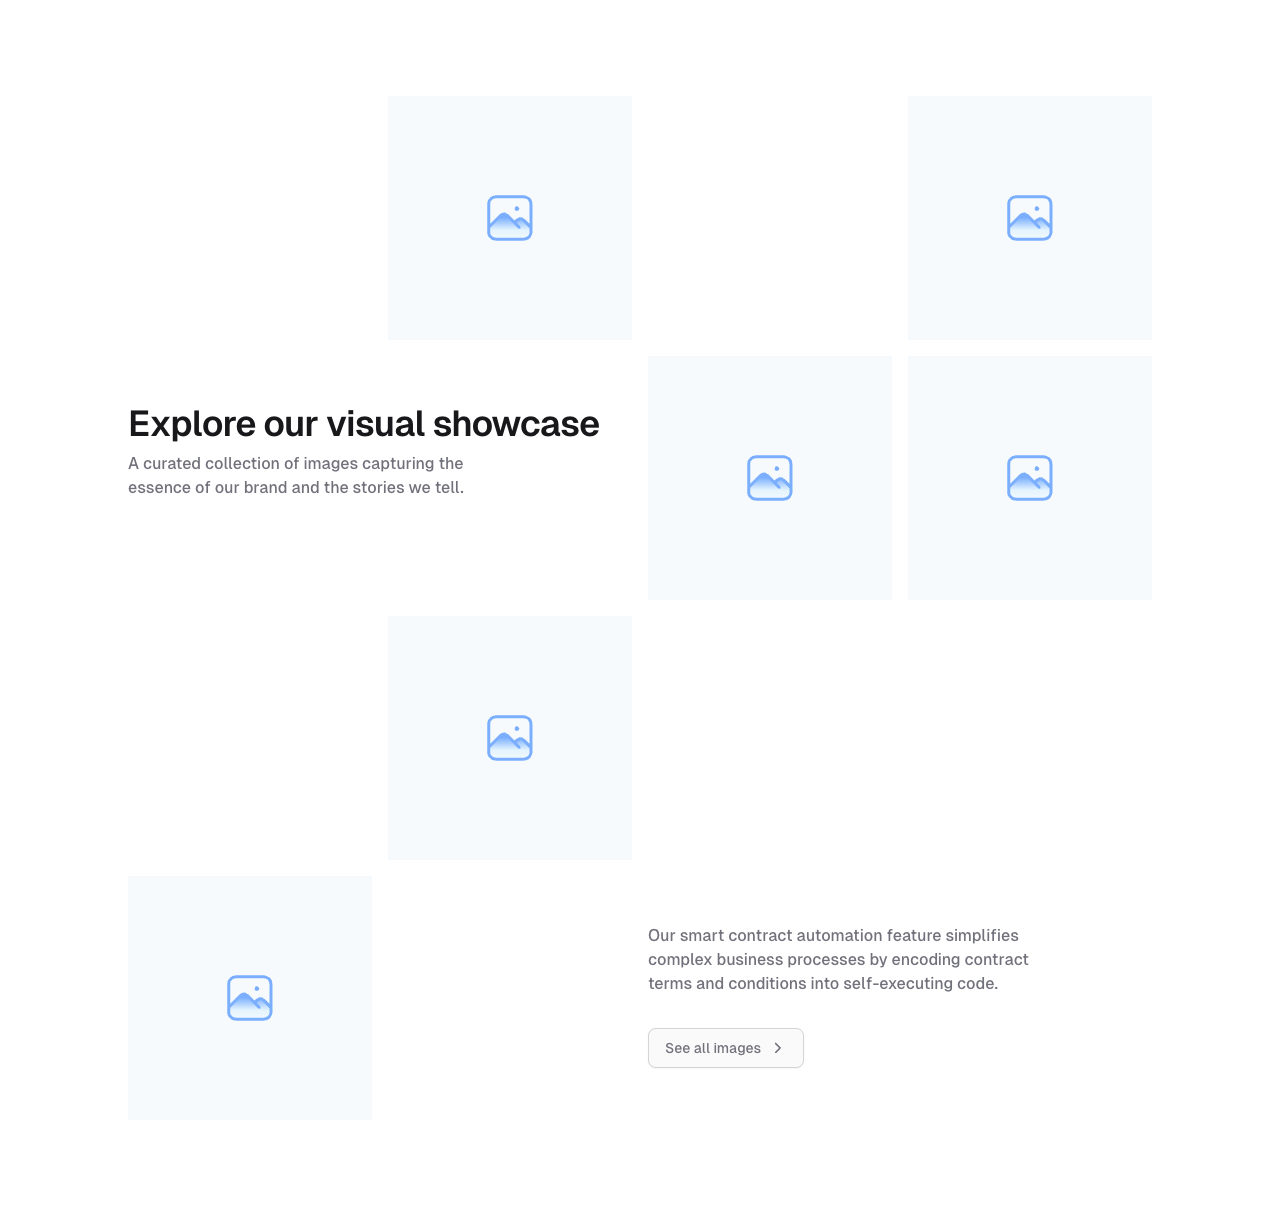 Explore our visual showcase
A curated collection of images capturing the
essence of our brand and the stories we tell.
Our smart contract automation feature simplifies
complex business processes by encoding contract
terms and conditions into self-executing code.
See all images